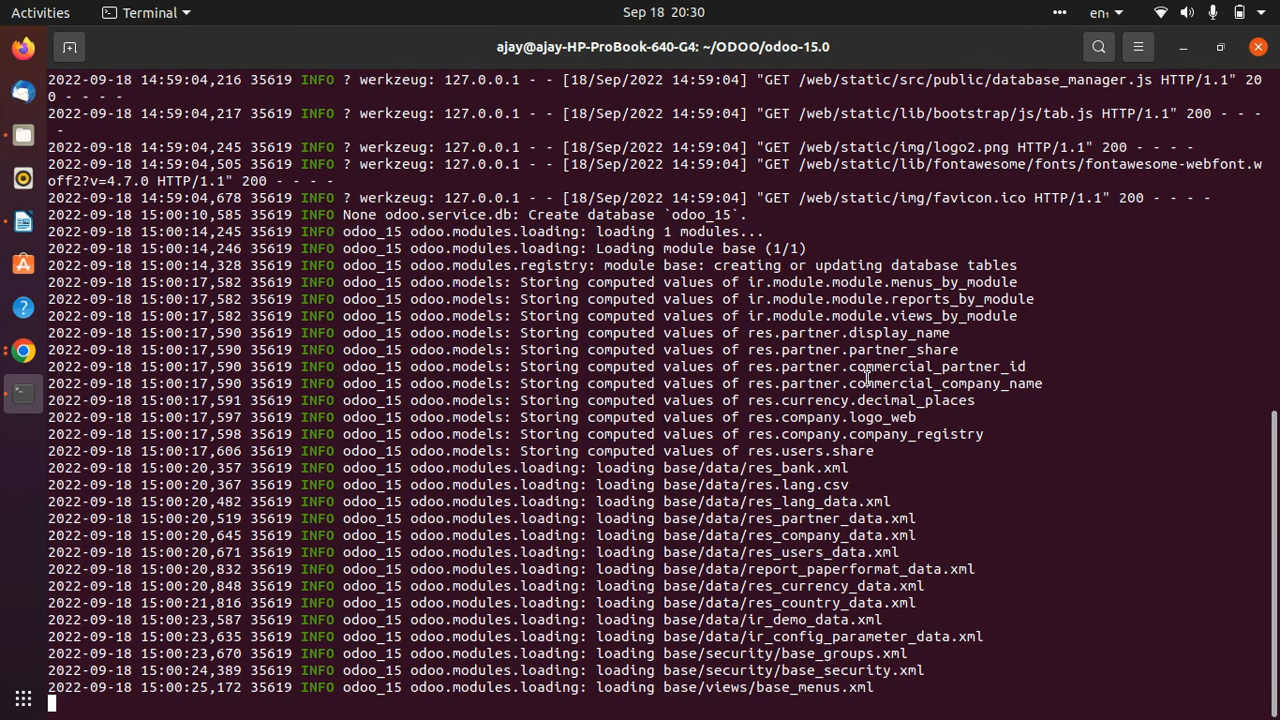 Activities
Terminal
Sep 18 20:30
en₁
ajay@ajay-HP-ProBook-640-G4: ~/ODOO/odoo-15.0
2022-09-18 14:59:04,216 35619 INFO ? werkzeug: 127.0.0.1 - - [18/Sep/2022 14:59:04] "GET /web/static/src/public/database_manager.js HTTP/1.1" 20
0 - - - -
2022-09-18 14:59:04,217 35619 INFO ? werkzeug: 127.0.0.1 - - [18/Sep/2022 14:59:04] "GET /web/static/lib/bootstrap/js/tab.js HTTP/1.1" 200 - - -
-
2022-09-18 14:59:04,245 35619 INFO ? werkzeug: 127.0.0.1 - - [18/Sep/2022 14:59:04] "GET /web/static/img/logo2.png HTTP/1.1" 200 - - - -
2022-09-18 14:59:04,505 35619 INFO ? werkzeug: 127.0.0.1 - - [18/Sep/2022 14:59:04] "GET /web/static/lib/fontawesome/fonts/fontawesome-webfont.w
off2?v=4.7.0 HTTP/1.1" 200 - - - -
2022-09-18 14:59:04,678 35619 INFO ? werkzeug: 127.0.0.1 - - [18/Sep/2022 14:59:04] "GET /web/static/img/favicon.ico HTTP/1.1" 200 - - - -
2022-09-18 15:00:10,585 35619 INFO None odoo.service.db: Create database `odoo_15`.
2022-09-18 15:00:14,245 35619 INFO odoo_15 odoo.modules.loading: loading 1 modules...
2022-09-18 15:00:14,246 35619 INFO odoo_15 odoo.modules.loading: Loading module base (1/1)
2022-09-18 15:00:14,328 35619 INFO odoo_15 odoo.modules.registry: module base: creating or updating database tables
2022-09-18 15:00:17,582 35619 INFO odoo_15 odoo.models: Storing computed values of ir.module.module.menus_by_module
2022-09-18 15:00:17,582 35619 INFO odoo_15 odoo.models: Storing computed values of ir.module.module.reports_by_module
2022-09-18 15:00:17,582 35619 INFO odoo_15 odoo.models: Storing computed values of ir.module.module.views_by_module
2022-09-18 15:00:17,590 35619 INFO odoo_15 odoo.models: Storing computed values of res.partner.display_name
2022-09-18 15:00:17,590 35619 INFO odoo_15 odoo.models: Storing computed values of res.partner.partner_share
2022-09-18 15:00:17,590 35619 INFO odoo_15 odoo.models: Storing computed values of res.partner.commercial_partner_id
2022-09-18 15:00:17,590 35619 INFO odoo_15 odoo.models: Storing computed values of res.partner.commercial_company_name
2022-09-18 15:00:17,591 35619 INFO odoo_15 odoo.models: Storing computed values of res.currency.decimal_places
2022-09-18 15:00:17,597 35619 INFO odoo_15 odoo.models: Storing computed values of res.company.logo_web
2022-09-18 15:00:17,598 35619 INFO odoo_15 odoo.models: Storing computed values of res.company.company_registry
2022-09-18 15:00:17,606 35619 INFO odoo_15 odoo.models: Storing computed values of res.users.share
2022-09-18 15:00:20,357 35619 INFO odoo_15 odoo.modules.loading: loading base/data/res_bank.xml
2022-09-18 15:00:20,367 35619 INFO odoo_15 odoo.modules.loading: loading base/data/res.lang.csv
2022-09-18 15:00:20,482 35619 INFO odoo_15 odoo.modules.loading: loading base/data/res_lang_data.xml
2022-09-18 15:00:20,519 35619 INFO odoo_15 odoo.modules.loading: loading base/data/res_partner_data.xml
2022-09-18 15:00:20,645 35619 INFO odoo_15 odoo.modules.loading: loading base/data/res_company_data.xml
2022-09-18 15:00:20,671 35619 INFO odoo_15 odoo.modules.loading: loading base/data/res_users_data.xml
2022-09-18 15:00:20,832 35619 INFO odoo_15 odoo.modules.loading: loading base/data/report_paperformat_data.xml
2022-09-18 15:00:20,848 35619 INFO odoo_15 odoo.modules.loading: loading base/data/res_currency_data.xml
2022-09-18 15:00:21,816 35619 INFO odoo_15 odoo.modules.loading: loading base/data/res_country_data.xml
2022-09-18 15:00:23,587 35619 INFO odoo_15 odoo.modules.loading: loading base/data/ir_demo_data.xml
2022-09-18 15:00:23,635 35619 INFO odoo_15 odoo.modules.loading: loading base/data/ir_config_parameter_data.xml
2022-09-18 15:00:23,670 35619 INFO odoo_15 odoo.modules.loading: loading base/security/base_groups.xml
2022-09-18 15:00:24,389 35619 INFO odoo_15 odoo.modules.loading: loading base/security/base_security.xml
2022-09-18 15:00:25,172 35619 INFO odoo_15 odoo.modules.loading: loading base/views/base_menus.xml